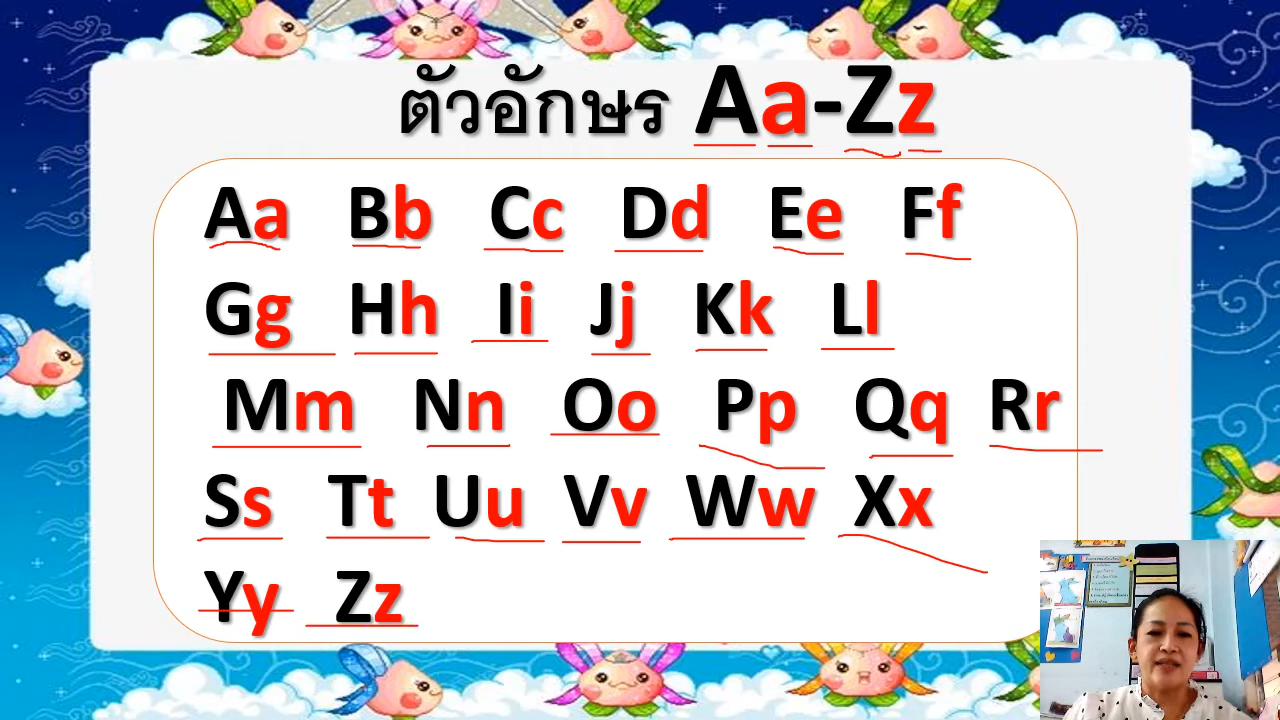 ตัวอักษร Aa-Zz
Aa Bb Cc Dd Ee Ff
Gg Hh Ii Jj Kk Ll
Mm Nn Oo Pp Qq Rr
Ss Tt Uu Vv Ww Xx
Yy Zz